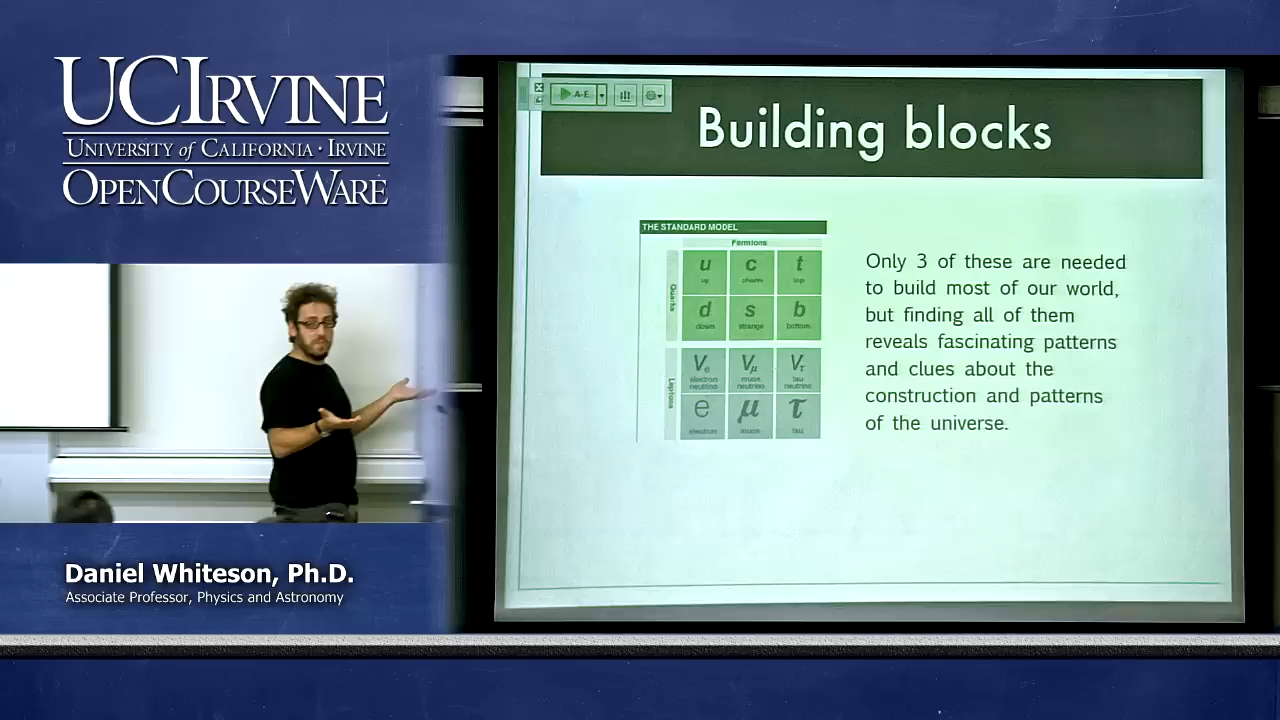 UCIRVINE
UNIVERSITY of CALIFORNIA · IRVINE
OPENCOURSEWARE
A-E
Building blocks
THE STANDARD MODEL
Fermions
Quarks
u c t
up charm top
d s b
down strange bottom
Leptons
Ve Vμ Vτ
electron neutrino muon neutrino tau neutrino
e μ τ
electron muon tau
Only 3 of these are needed
to build most of our world,
but finding all of them
reveals fascinating patterns
and clues about the
construction and patterns
of the universe.
Daniel Whiteson, Ph.D.
Associate Professor, Physics and Astronomy